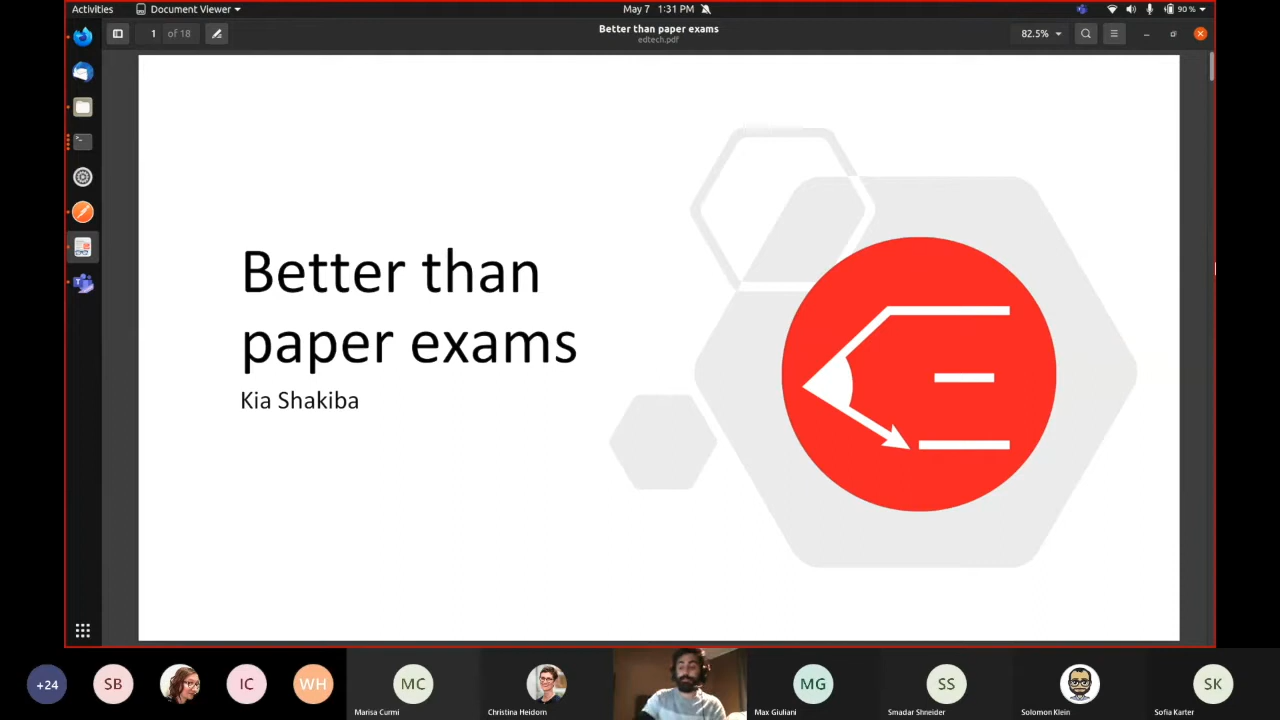 Activities
Document Viewer
May 7 1:31 PM
90 %
1 of 18
Better than paper exams
edtech.pdf
82.5%
Better than
paper exams
Kia Shakiba
+24
SB
IC
WH
MC
MG
SS
SK
Marisa Curmi
Christina Heidorn
Max Giuliani
Smadar Shneider
Solomon Klein
Sofia Karter